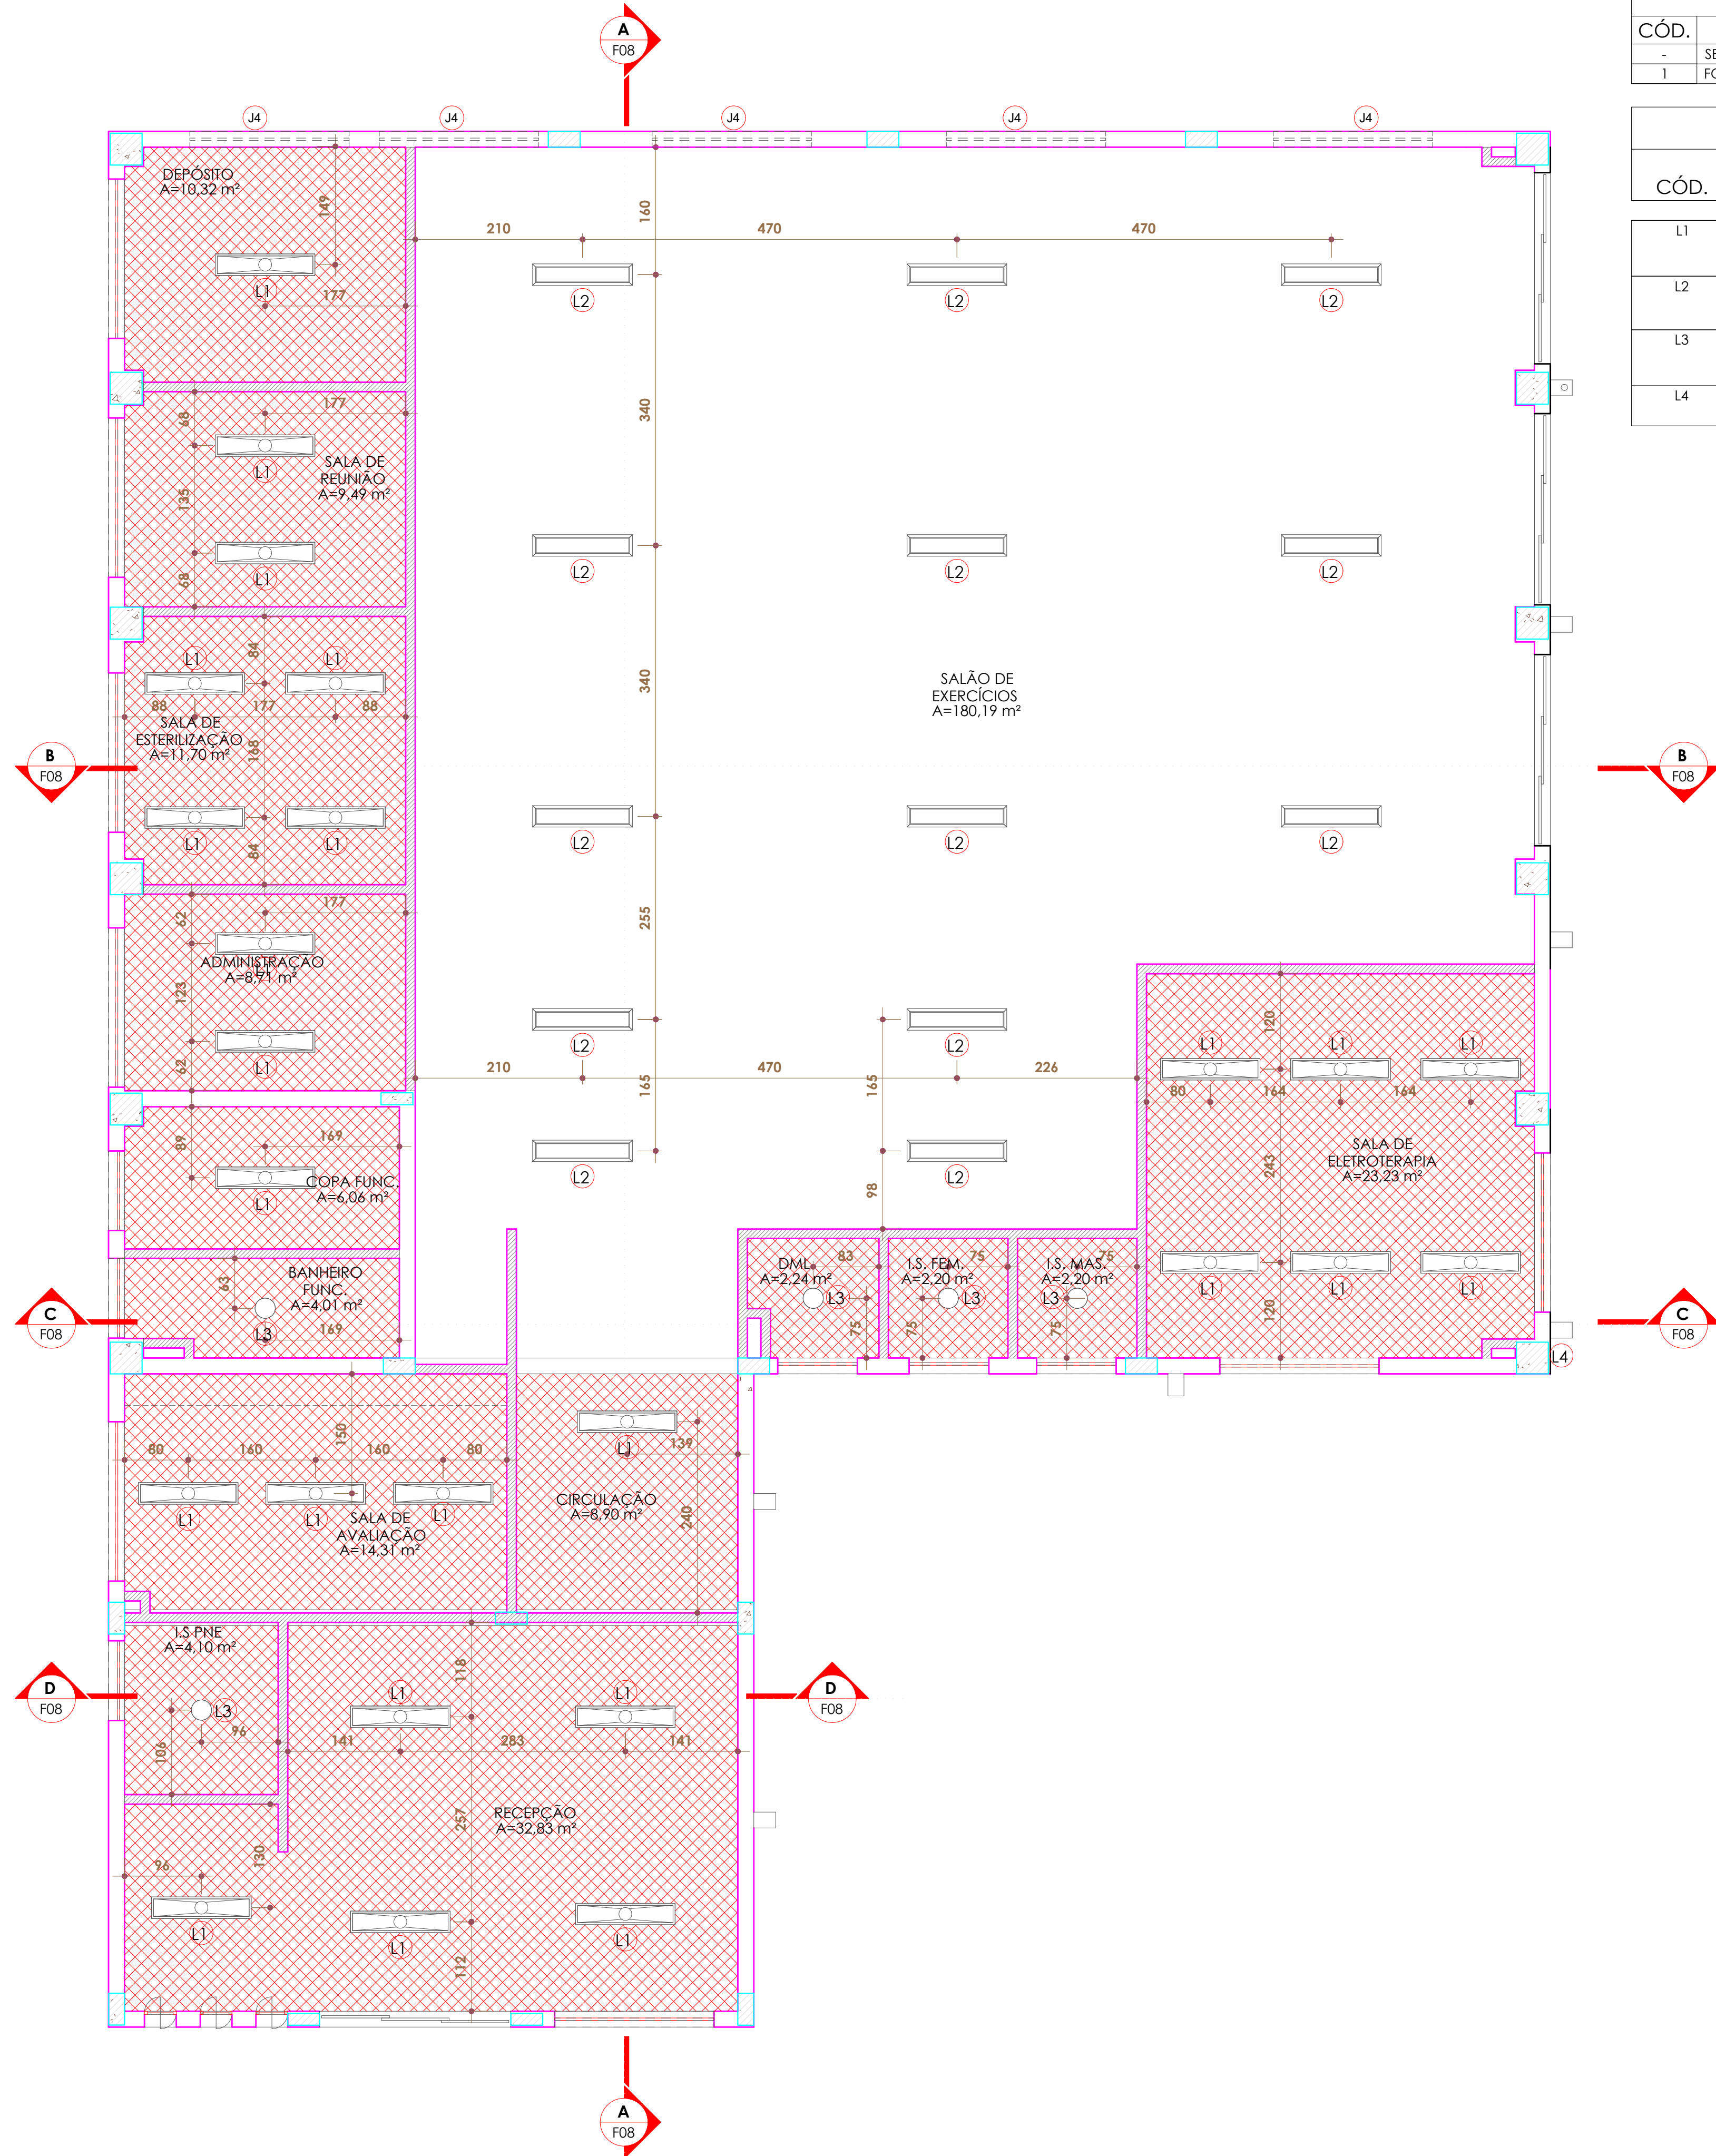 A
F08
CÓD.
-
1
J4
J4
J4
J4
J4
CÓD.
L1
L2
L3
L4
DEPÓSITO
A=10,32 m²
149
L1
177
210
470
470
160
L2
L2
L2
340
177
68
L1
SALA DE
REUNIÃO
A=9,49 m²
135
L1
68
L2
L2
L2
340
84
L1
L1
88
177
88
SALA DE
ESTERILIZAÇÃO
A=11,70 m²
168
L1
L1
84
SALÃO DE
EXERCÍCIOS
A=180,19 m²
B
F08
B
F08
L2
L2
L2
255
177
62
ADMINISTRAÇÃO
L1
A=8,71 m²
123
L1
62
L2
L2
210
470
226
165
165
120
L1
L1
L1
80
164
164
SALA DE
ELETROTERAPIA
A=23,23 m²
243
L1
L1
L1
120
169
89
COPA FUNC.
A=6,06 m²
L1
L2
L2
98
BANHEIRO
FUNC.
A=4,01 m²
63
L3
169
DML
A=2,24 m²
83
L3
75
I.S. FEM.
A=2,20 m²
75
L3
75
I.S. MAS.
A=2,20 m²
75
L3
75
C
F08
C
F08
L4
150
80
160
160
80
L1
L1
L1
SALA DE
AVALIAÇÃO
A=14,31 m²
L1
139
CIRCULAÇÃO
A=8,90 m²
240
I.S PNE
A=4,10 m²
L3
96
106
D
F08
D
F08
118
L1
L1
141
283
141
RECEPÇÃO
A=32,83 m²
257
130
96
L1
L1
L1
112
A
F08